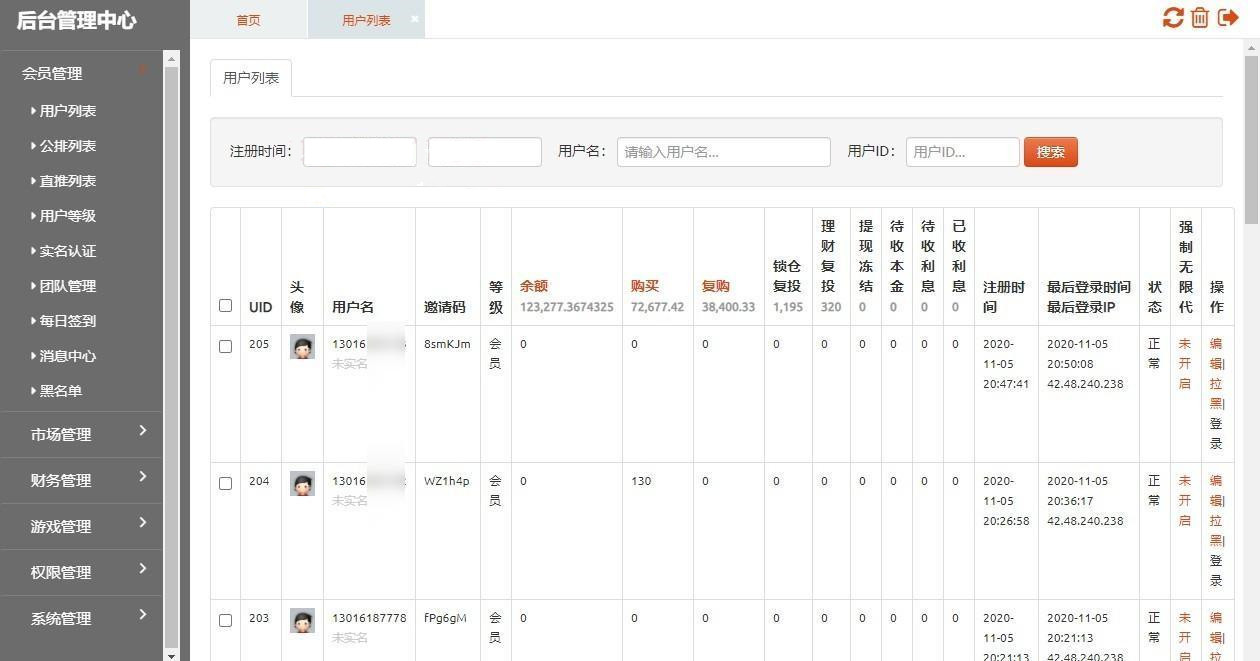 后台管理中心
首页
用户列表
会员管理
用户列表
公排列表
直推列表
用户等级
实名认证
团队管理
每日签到
消息中心
黑名单
市场管理
财务管理
游戏管理
权限管理
系统管理
用户列表
注册时间: 用户名: 请输入用户名... 用户ID: 用户ID... 搜索
UID 头像 用户名 邀请码 等级 余额 123,277.3674325 购买 72,677.42 复购 38,400.33 锁仓复投 1,195 理财复投 320 提现冻结 0 待收本金 0 待收利息 0 已收利息 0 注册时间 最后登录时间 最后登录IP 状态 强制无限代 操作
205 13016 未实名 8smKJm 会员 0 0 0 0 0 0 0 0 0 2020-11-05 20:47:41 2020-11-05 20:50:08 42.48.240.238 正常 未开启 编辑|拉黑|登录
204 13016 未实名 WZ1h4p 会员 0 130 0 0 0 0 0 0 0 2020-11-05 20:26:58 2020-11-05 20:36:17 42.48.240.238 正常 未开启 编辑|拉黑|登录
203 13016187778 未实名 fPg6gM 会员 0 0 0 0 0 0 0 0 0 2020-11-05 20:21:13 2020-11-05 20:21:13 42.48.240.238 正常 未开启 编辑|拉